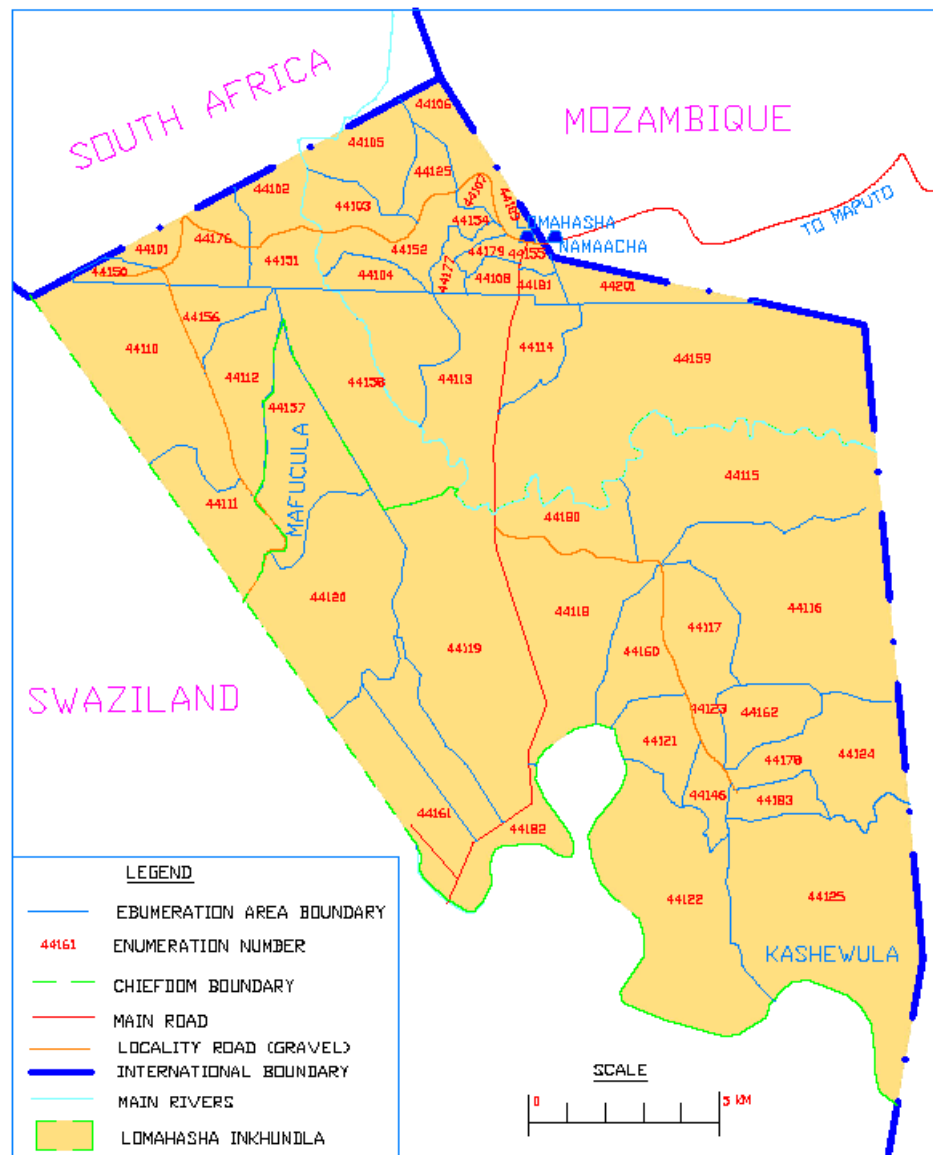 SOUTH AFRICA
MOZAMBIQUE
44106
44105
44125
44102
44107
44103
44109
TO MAPUTO
44154
LOMAHASHA
44176
44101
44152
NAMAACHA
44179
44155
44151
44150
44104
44177
44108
44181
44201
44156
44110
44114
44159
44112
44158
44113
44157
MAFUCULA
44115
44111
44180
44120
44118
44116
44117
44119
44160
SWAZILAND
44123
44162
44121
44170
44124
44146
44183
44161
44182
44122
44125
KASHEWULA
LEGEND
EBUMERATION AREA BOUNDARY
44161 ENUMERATION NUMBER
CHIEFDOM BOUNDARY
MAIN ROAD
LOCALITY ROAD (GRAVEL)
INTERNATIONAL BOUNDARY
MAIN RIVERS
LOMAHASHA INKHUNDLA
SCALE
0 5 KM